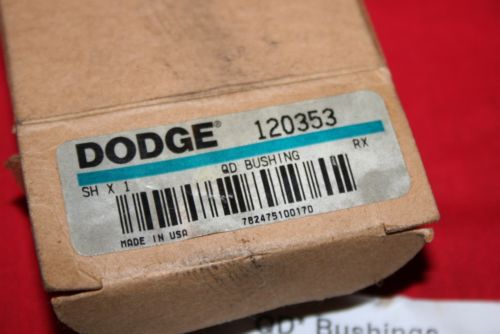 DODGE® 120353
SH X 1 QD BUSHING RX
782475100170
MADE IN USA
QD® Bushings